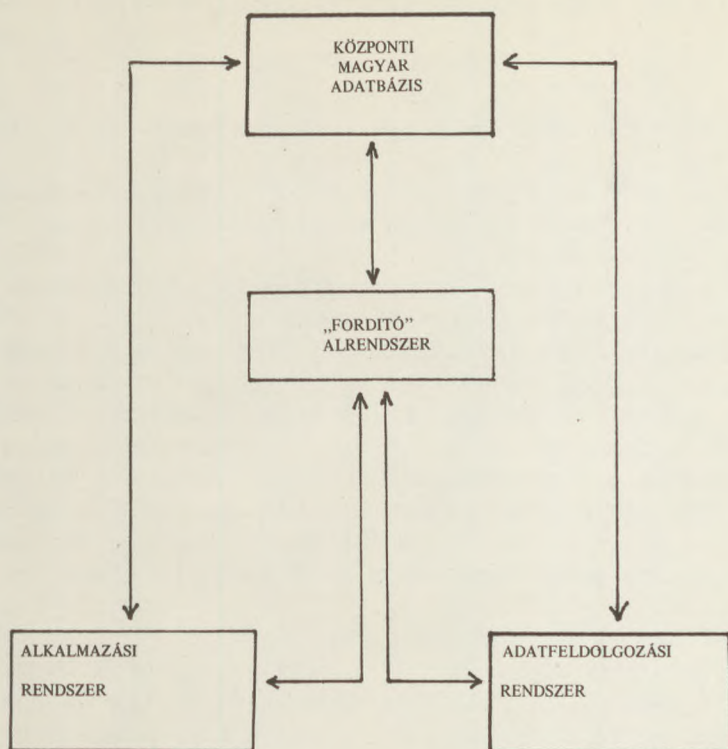 KÖZPONTI
MAGYAR
ADATBÁZIS
„FORDITÓ”
ALRENDSZER
ALKALMAZÁSI
RENDSZER
ADATFELDOLGOZÁSI
RENDSZER